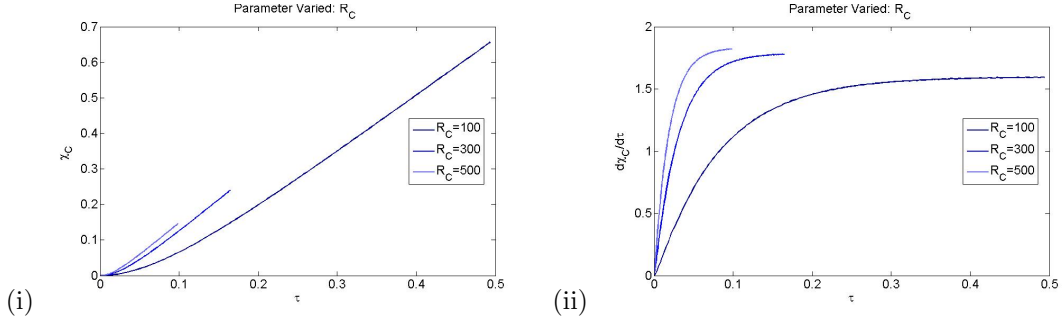 Parameter Varied: R_C
0.7
0.6
0.5
0.4
0.3
0.2
0.1
0
χ_C
0 0.1 0.2 0.3 0.4 0.5
τ
R_C=100
R_C=300
R_C=500
(i)
Parameter Varied: R_C
2
1.5
1
0.5
0
dχ_C/dτ
0 0.1 0.2 0.3 0.4 0.5
τ
R_C=100
R_C=300
R_C=500
(ii)